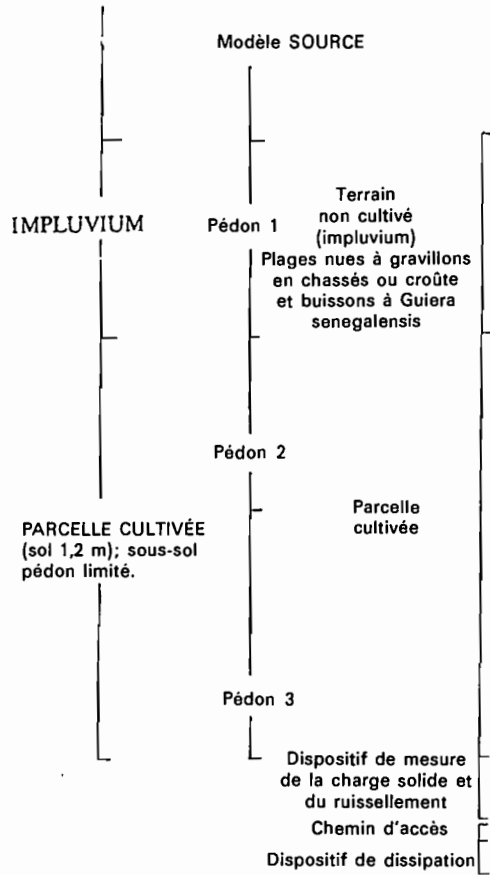 Modèle SOURCE
IMPLUVIUM
Pédon 1
Terrain
non cultivé
(impluvium)
Plages nues à gravillons
en chassés ou croûte
et buissons à Guiera
senegalensis
Pédon 2
PARCELLE CULTIVÉE
(sol 1,2 m); sous-sol
pédon limité.
Parcelle
cultivée
Pédon 3
Dispositif de mesure
de la charge solide et
du ruissellement
Chemin d'accès
Dispositif de dissipation